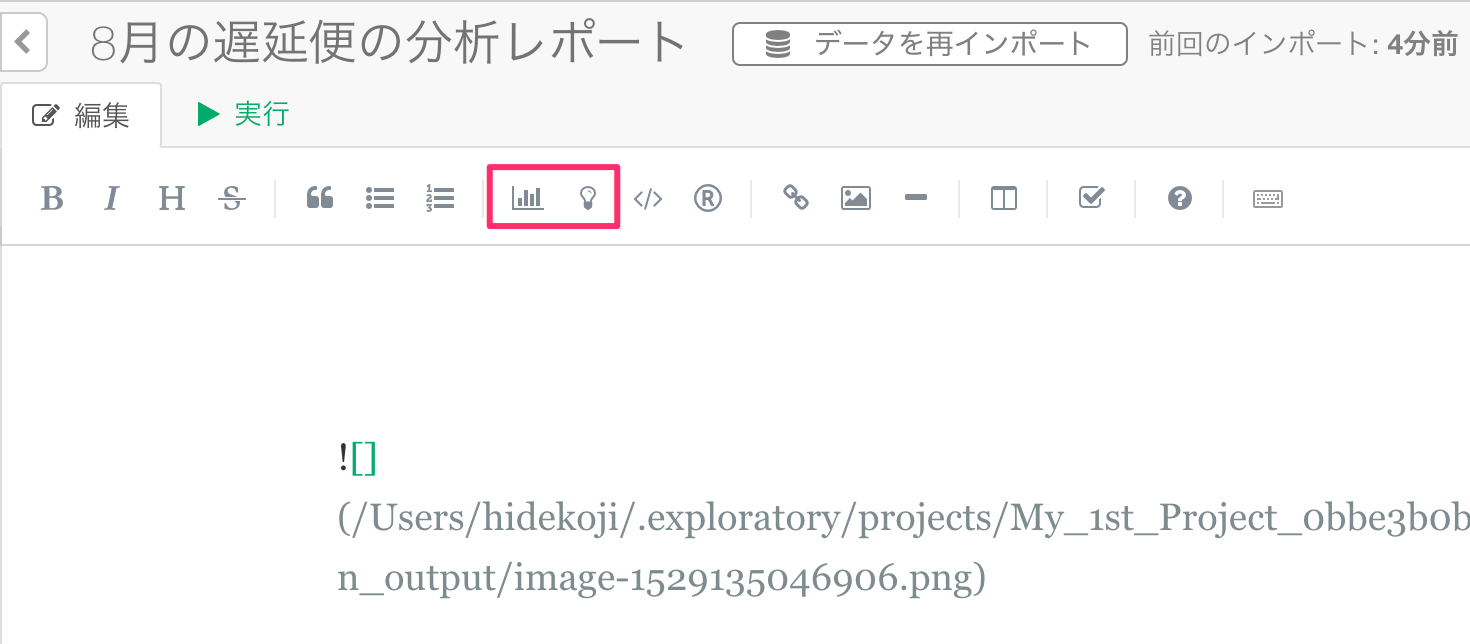 8月の遅延便の分析レポート データを再インポート 前回のインポート: 4分前
編集 実行
B I H S
![]
(/Users/hidekoji/.exploratory/projects/My_1st_Project_0bbe3b0b
n_output/image-1529135046906.png)